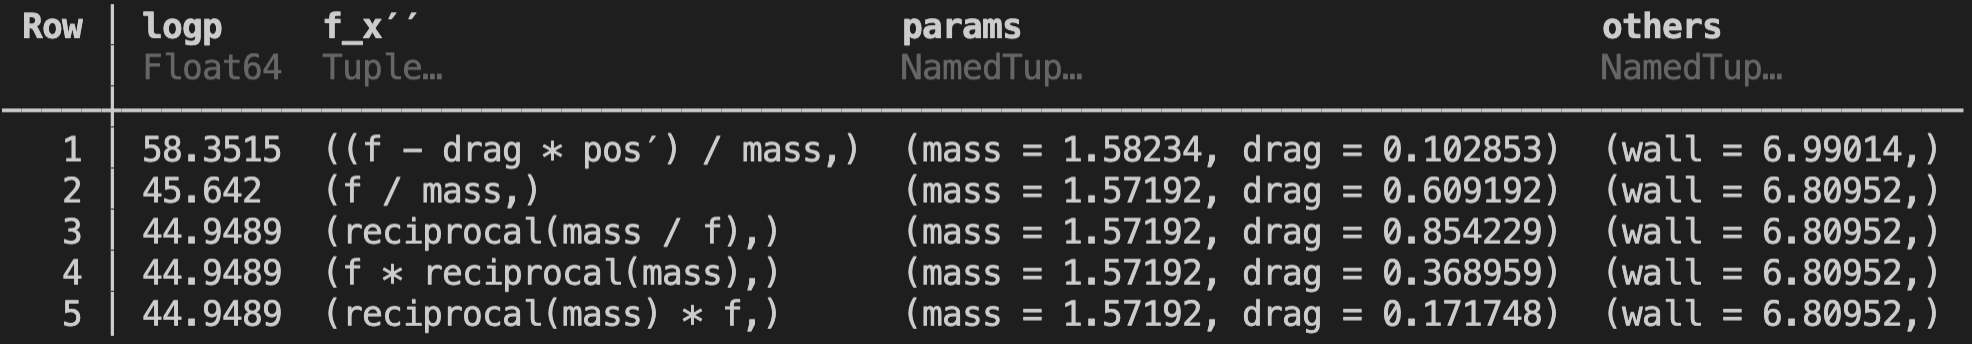 Row logp f_x′′ params others
Float64 Tuple… NamedTup… NamedTup…
1 58.3515 ((f − drag * pos′) / mass,) (mass = 1.58234, drag = 0.102853) (wall = 6.99014,)
2 45.642 (f / mass,) (mass = 1.57192, drag = 0.609192) (wall = 6.80952,)
3 44.9489 (reciprocal(mass / f),) (mass = 1.57192, drag = 0.854229) (wall = 6.80952,)
4 44.9489 (f * reciprocal(mass),) (mass = 1.57192, drag = 0.368959) (wall = 6.80952,)
5 44.9489 (reciprocal(mass) * f,) (mass = 1.57192, drag = 0.171748) (wall = 6.80952,)